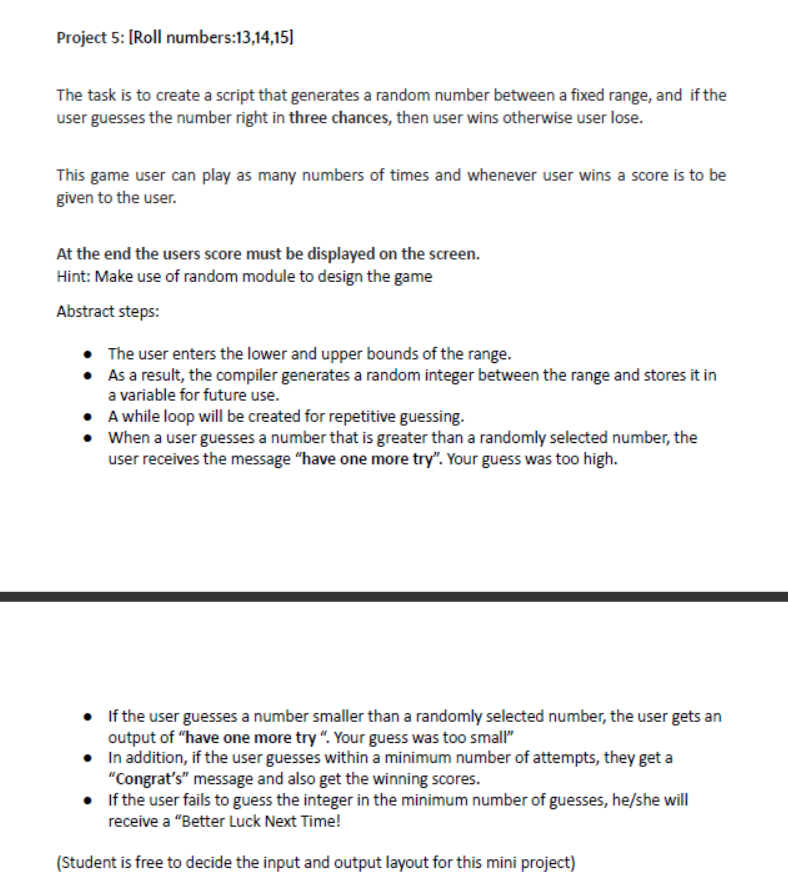 Project 5: [Roll numbers:13,14,15]
The task is to create a script that generates a random number between a fixed range, and if the
user guesses the number right in three chances, then user wins otherwise user lose.
This game user can play as many numbers of times and whenever user wins a score is to be
given to the user.
At the end the users score must be displayed on the screen.
Hint: Make use of random module to design the game
Abstract steps:
● The user enters the lower and upper bounds of the range.
● As a result, the compiler generates a random integer between the range and stores it in
a variable for future use.
● A while loop will be created for repetitive guessing.
● When a user guesses a number that is greater than a randomly selected number, the
user receives the message “have one more try”. Your guess was too high.
● If the user guesses a number smaller than a randomly selected number, the user gets an
output of “have one more try “. Your guess was too small”
● In addition, if the user guesses within a minimum number of attempts, they get a
“Congrat’s” message and also get the winning scores.
● If the user fails to guess the integer in the minimum number of guesses, he/she will
receive a “Better Luck Next Time!
(Student is free to decide the input and output layout for this mini project)